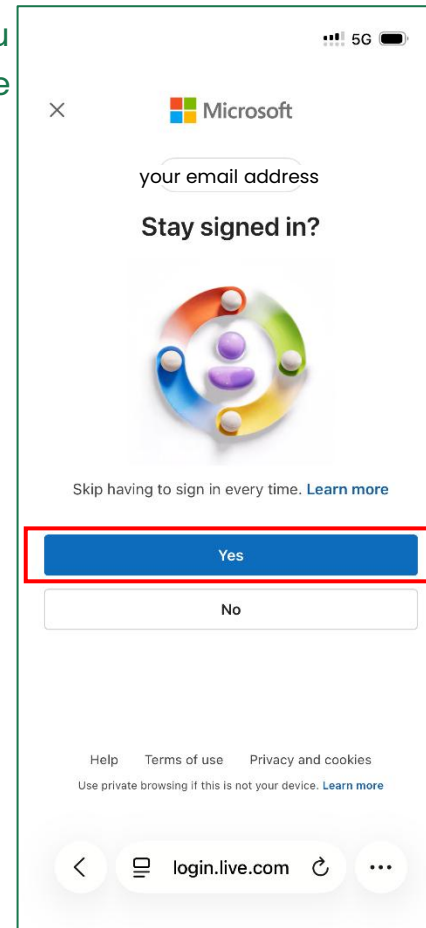 u
e
5G
Microsoft
your email address
Stay signed in?
Skip having to sign in every time. Learn more
Yes
No
Help Terms of use Privacy and cookies
Use private browsing if this is not your device. Learn more
login.live.com